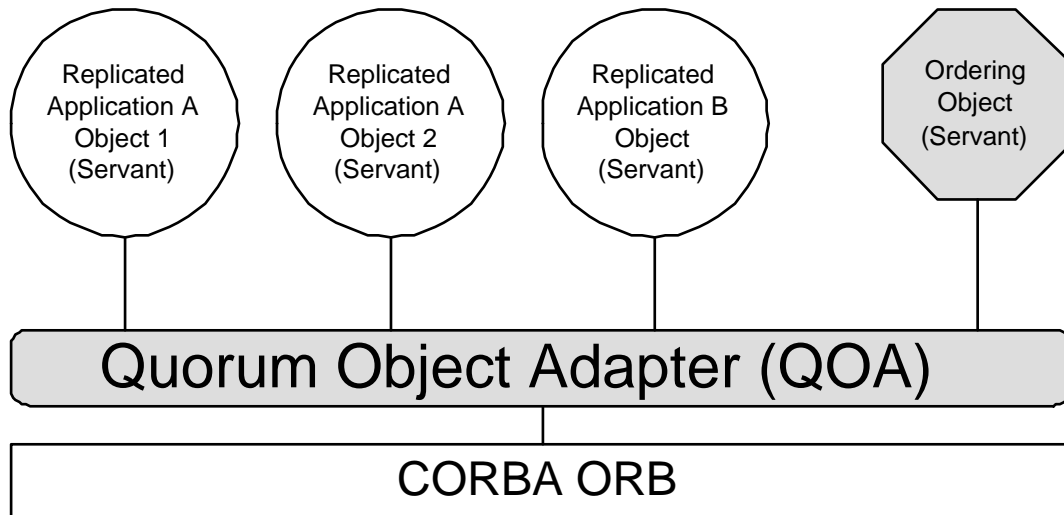 Replicated
Application A
Object 1
(Servant)
Replicated
Application A
Object 2
(Servant)
Replicated
Application B
Object
(Servant)
Ordering
Object
(Servant)
Quorum Object Adapter (QOA)
CORBA ORB